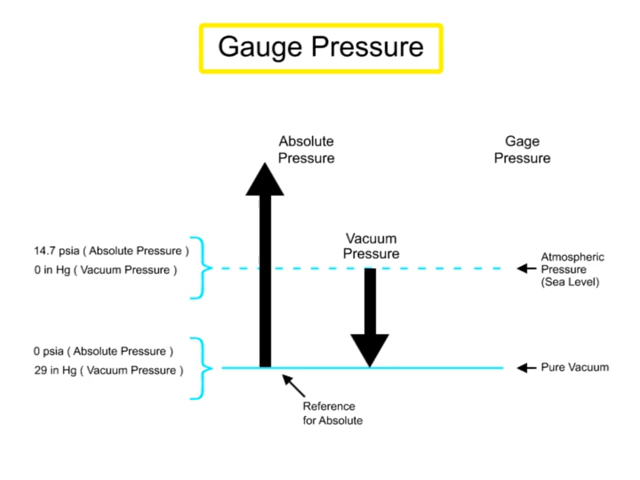 Gauge Pressure
Absolute
Pressure
Gage
Pressure
Vacuum
Pressure
14.7 psia ( Absolute Pressure )
0 in Hg ( Vacuum Pressure )
Atmospheric
Pressure
(Sea Level)
0 psia ( Absolute Pressure )
29 in Hg ( Vacuum Pressure )
Pure Vacuum
Reference
for Absolute